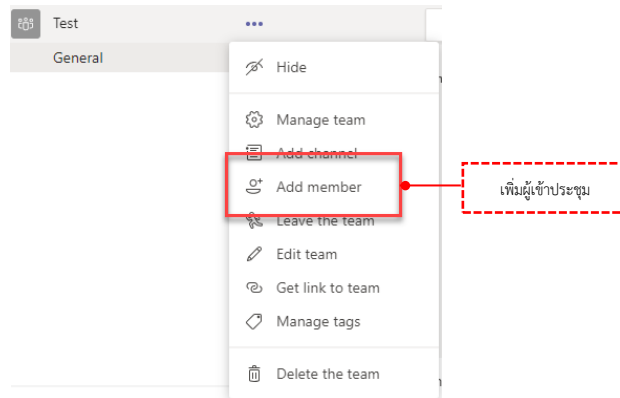 Test
General
Hide
Manage team
Add channel
Add member
เพิ่มผู้เข้าประชุม
Leave the team
Edit team
Get link to team
Manage tags
Delete the team